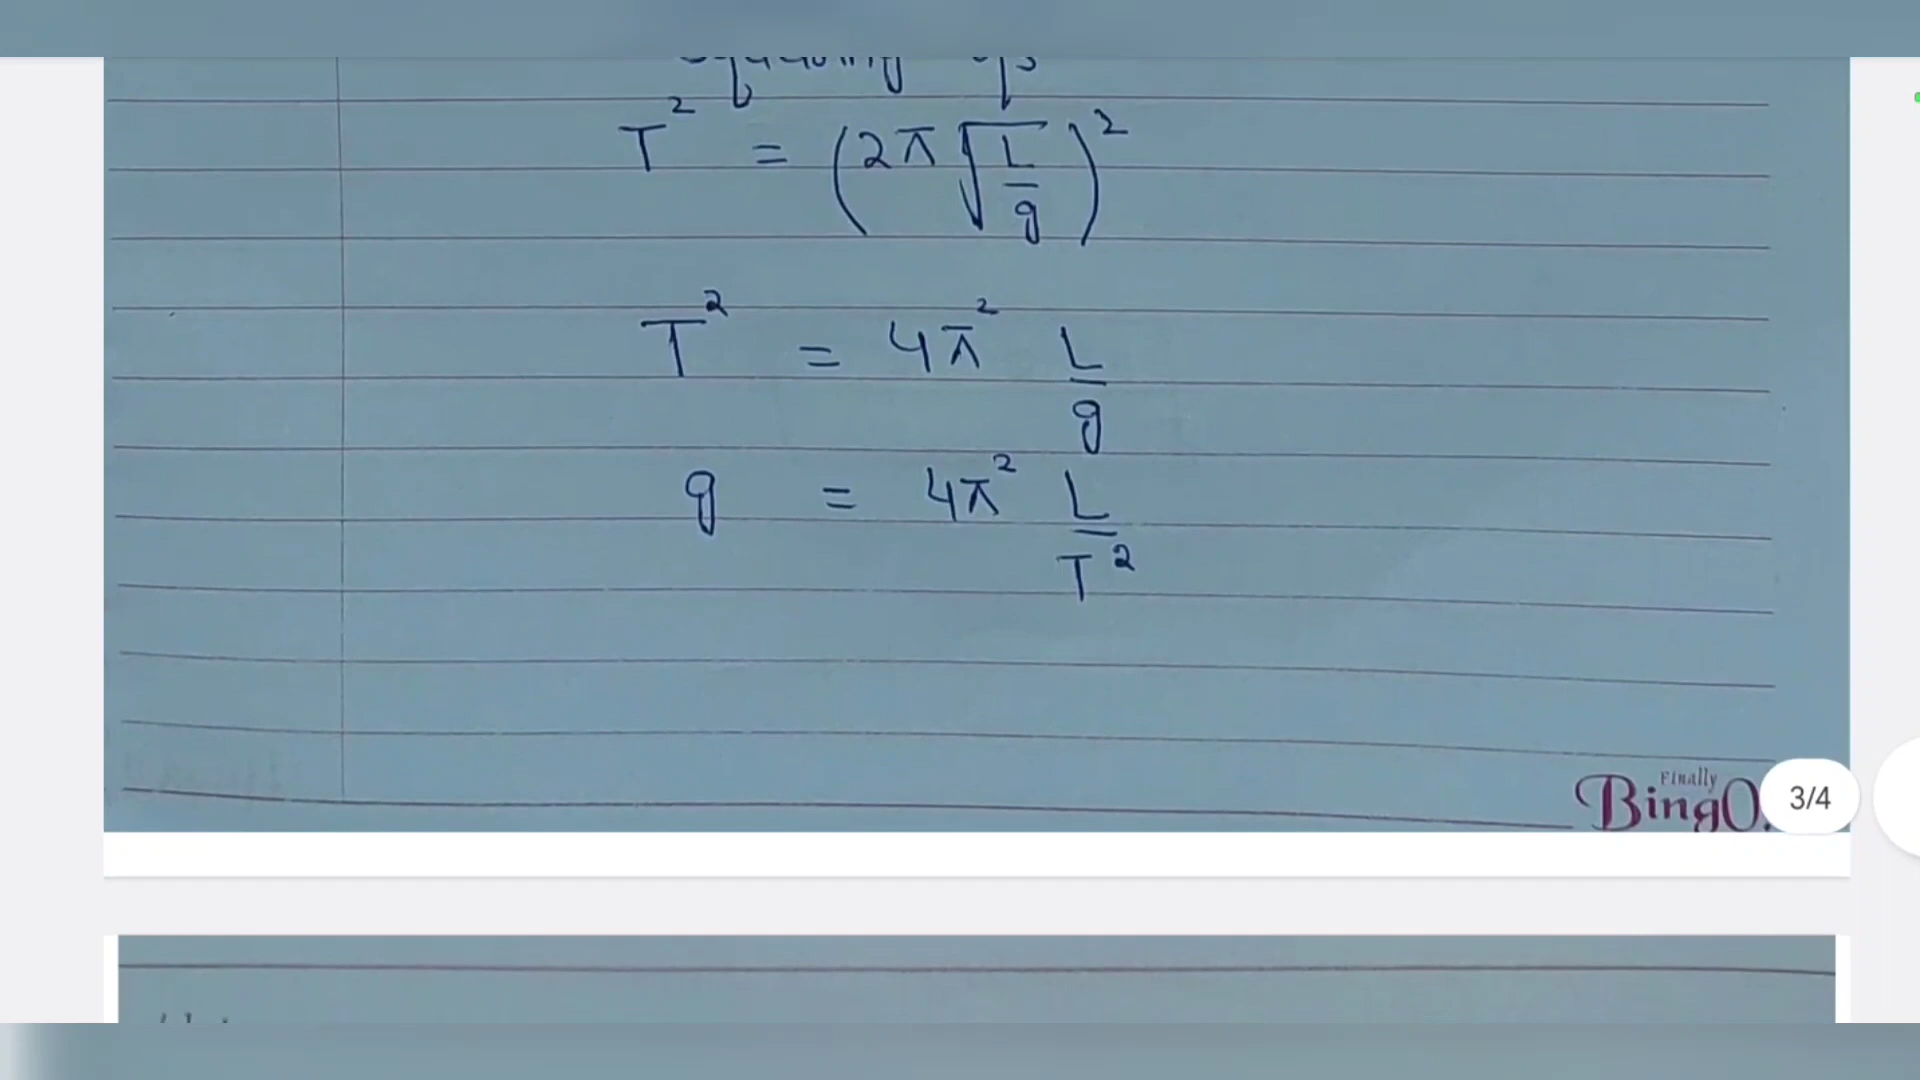 T² = (2π√(L/g))²
T² = 4π² L/g
g = 4π² L/T²
Finally
BingO.
3/4